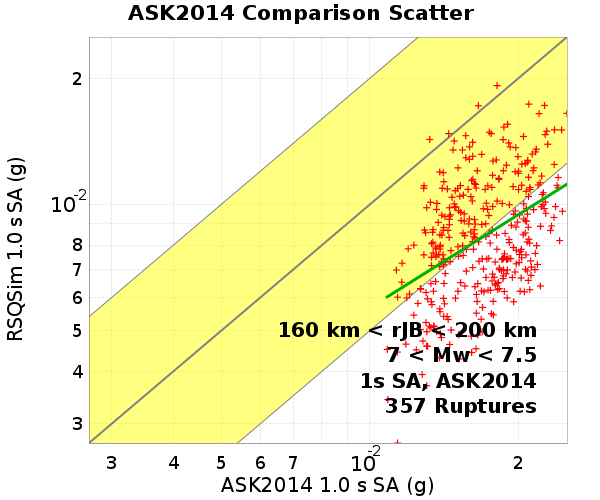 ASK2014 Comparison Scatter
RSQSim 1.0 s SA (g)
2
10-2
8
7
6
5
4
3
160 km < rJB < 200 km
7 < Mw < 7.5
1s SA, ASK2014
357 Ruptures
3 4 5 6 7 10-2 2
ASK2014 1.0 s SA (g)